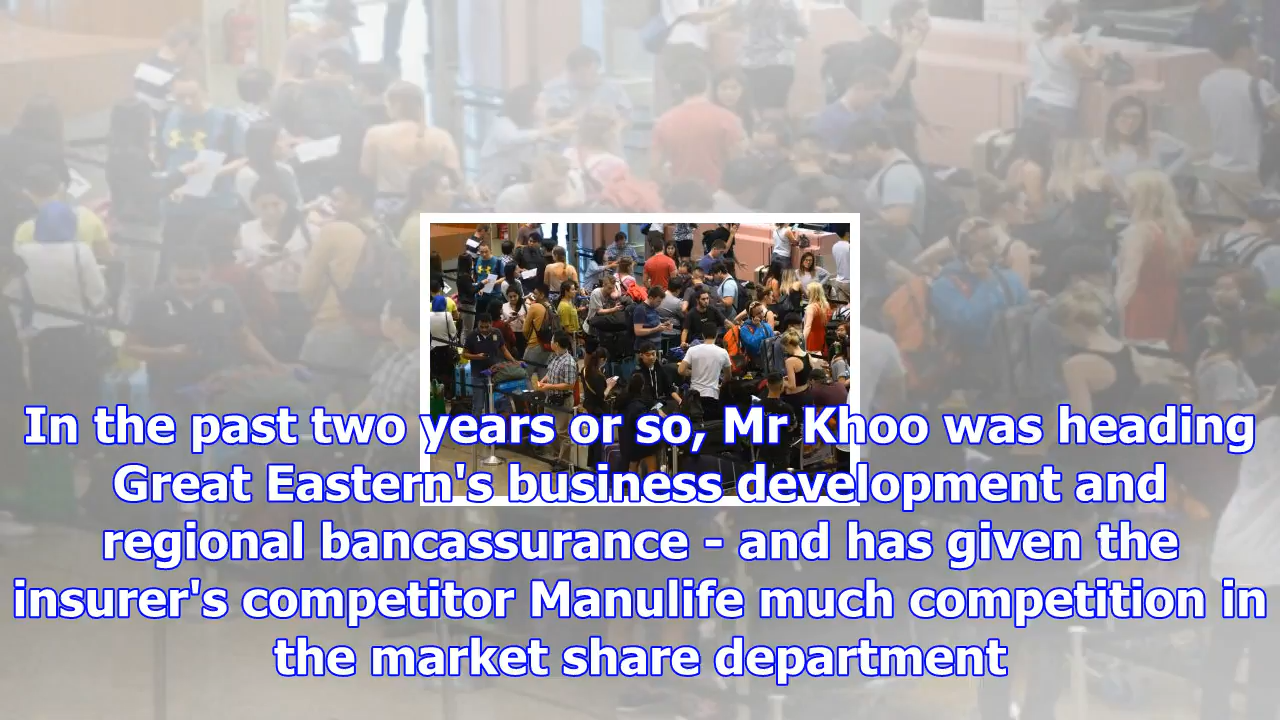 In the past two years or so, Mr Khoo was heading
Great Eastern's business development and
regional bancassurance - and has given the
insurer's competitor Manulife much competition in
the market share department